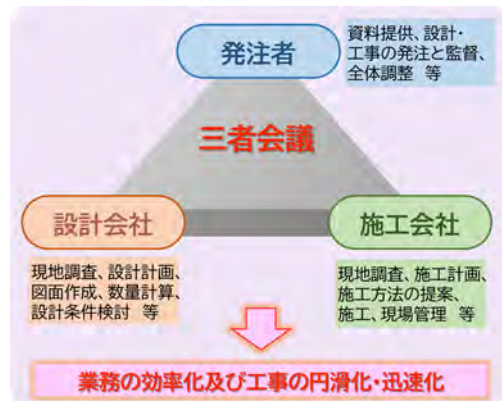 発注者
資料提供、設計・
工事の発注と監督、
全体調整 等
三者会議
設計会社
施工会社
現地調査、設計計画、
図面作成、数量計算、
設計条件検討 等
現地調査、施工計画、
施工方法の提案、
施工、現場管理 等
業務の効率化及び工事の円滑化・迅速化